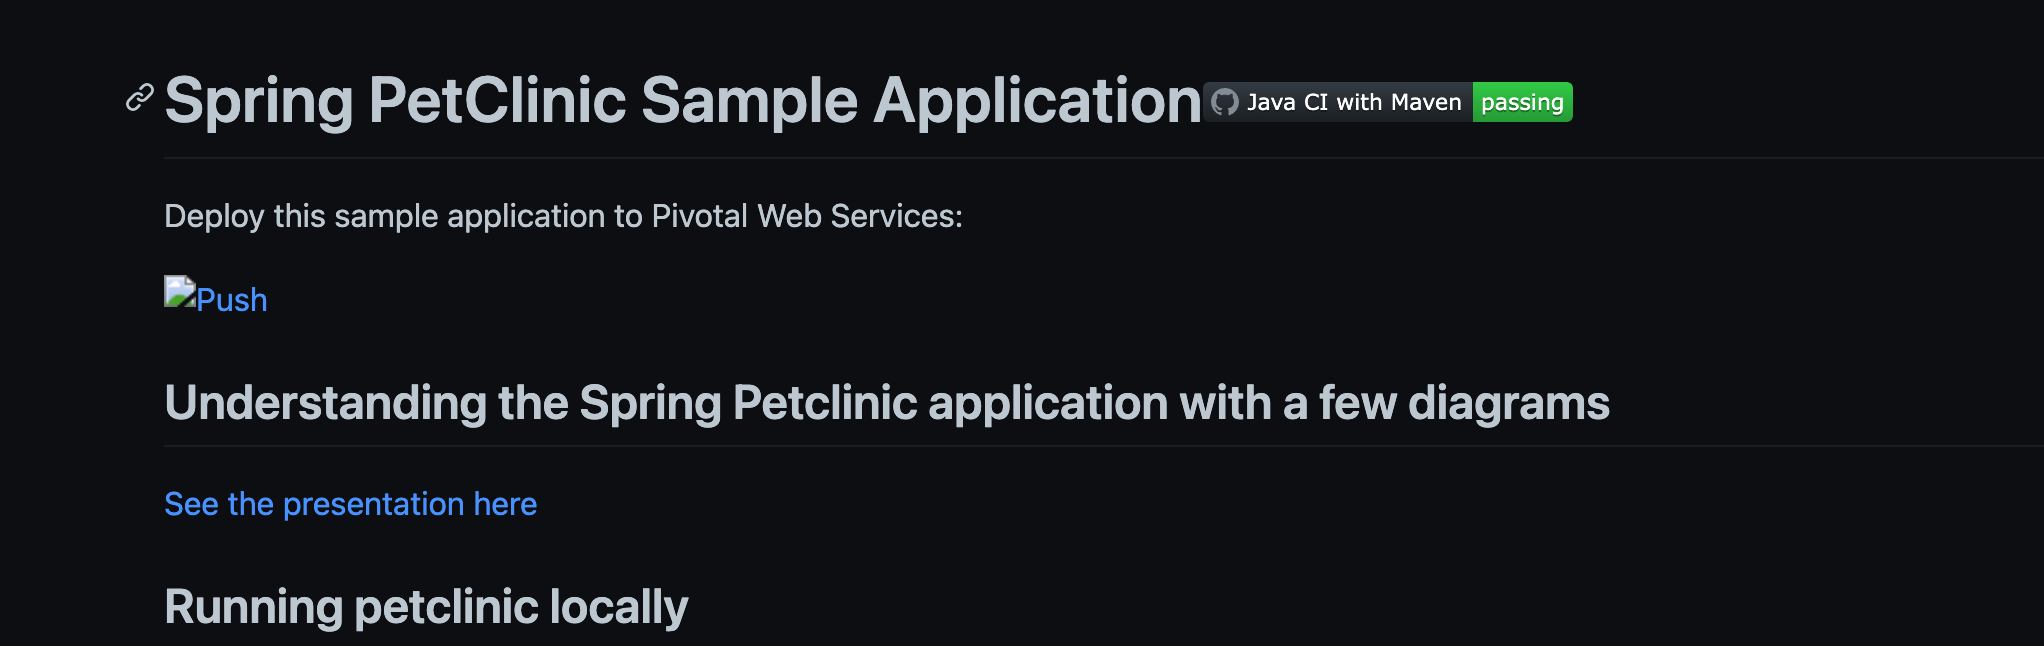 Spring PetClinic Sample Application Java CI with Maven passing
Deploy this sample application to Pivotal Web Services:
Push
Understanding the Spring Petclinic application with a few diagrams
See the presentation here
Running petclinic locally